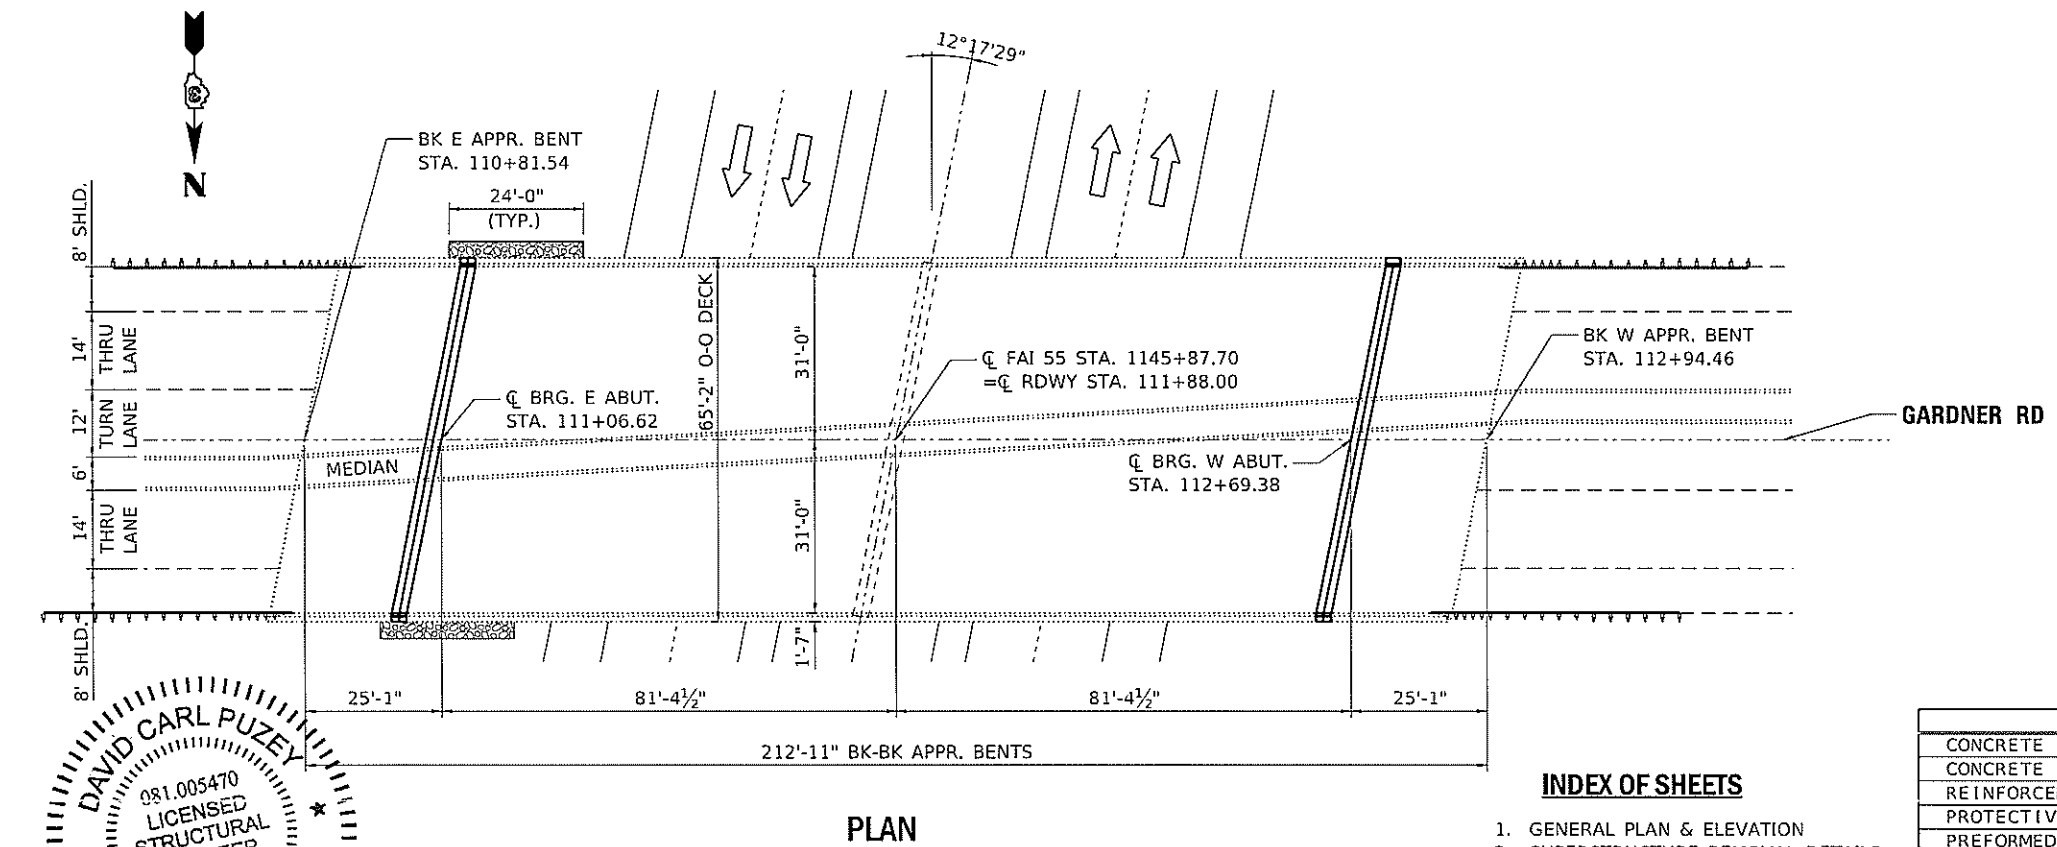 12°17'29"
BK E APPR. BENT
STA. 110+81.54
N
24'-0"
(TYP.)
8' SHLD.
14'
THRU
LANE
12'
TURN
LANE
6'
MEDIAN
14'
THRU
LANE
8' SHLD.
65'-2" O-O DECK
31'-0"
31'-0"
1'-7"
℄ BRG. E ABUT.
STA. 111+06.62
℄ FAI 55 STA. 1145+87.70
=℄ RDWY STA. 111+88.00
BK W APPR. BENT
STA. 112+94.46
GARDNER RD
℄ BRG. W ABUT.
STA. 112+69.38
25'-1"
81'-4½"
81'-4½"
25'-1"
212'-11" BK-BK APPR. BENTS
DAVID CARL PUZEY
081.005470
LICENSED
STRUCTURAL
PLAN
INDEX OF SHEETS
1. GENERAL PLAN & ELEVATION
CONCRETE
CONCRETE
REINFORCE
PROTECTIV
PREFORMED